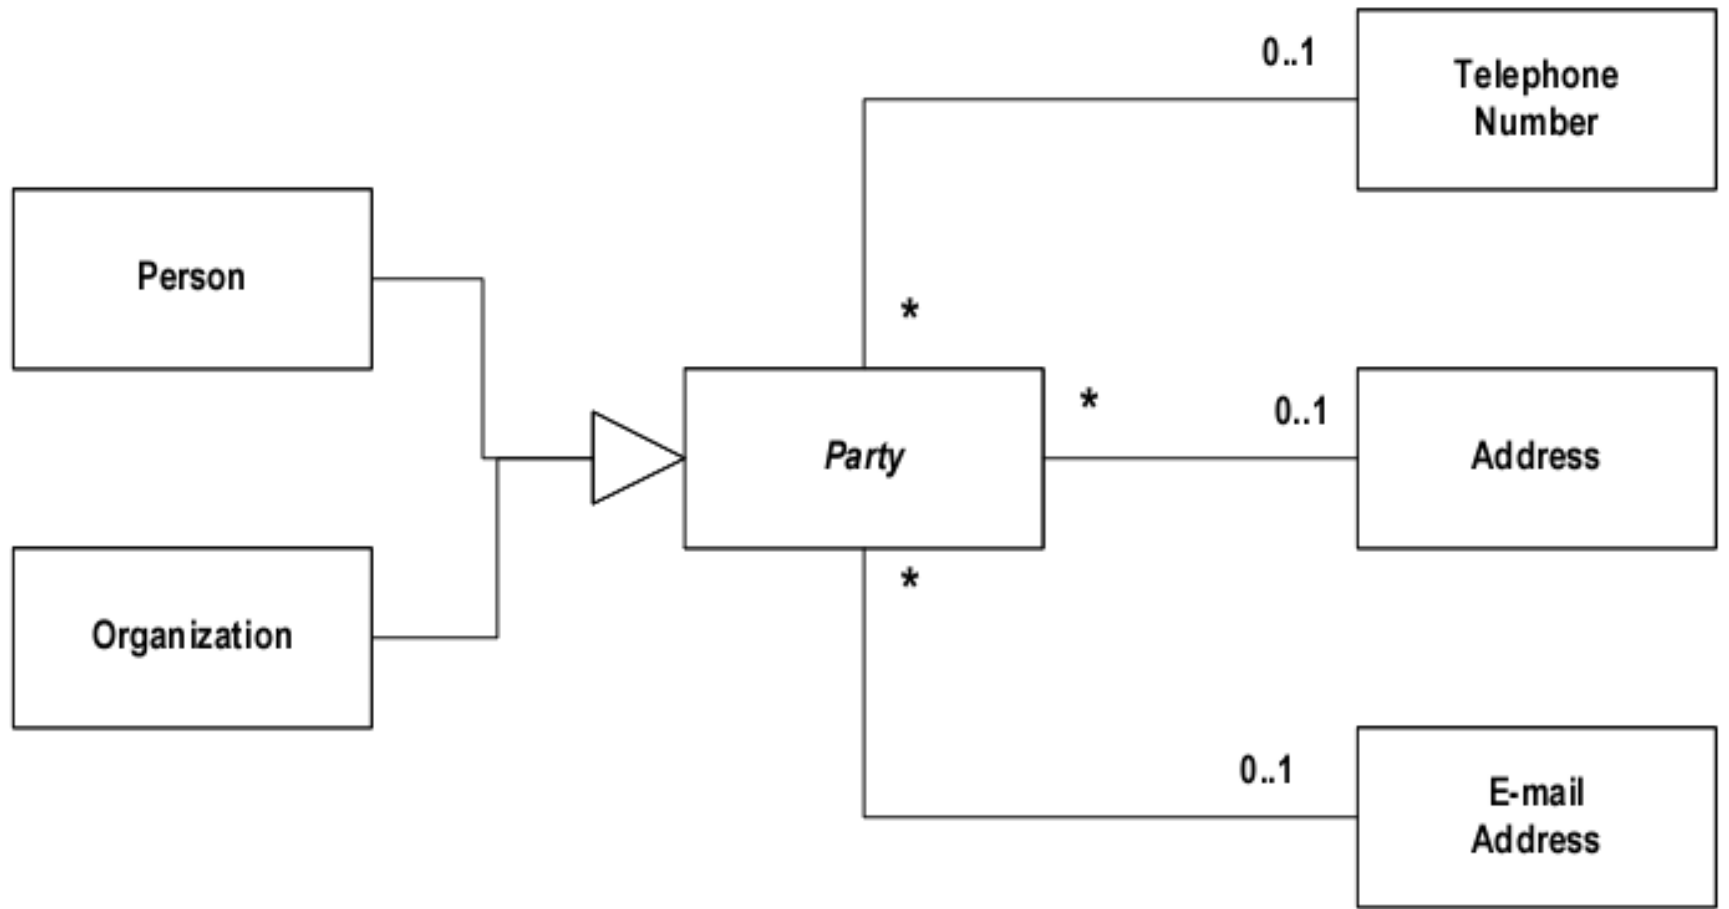 0..1
Telephone
Number
Person
*
*
0..1
Party
Address
*
Organization
0..1
E-mail
Address